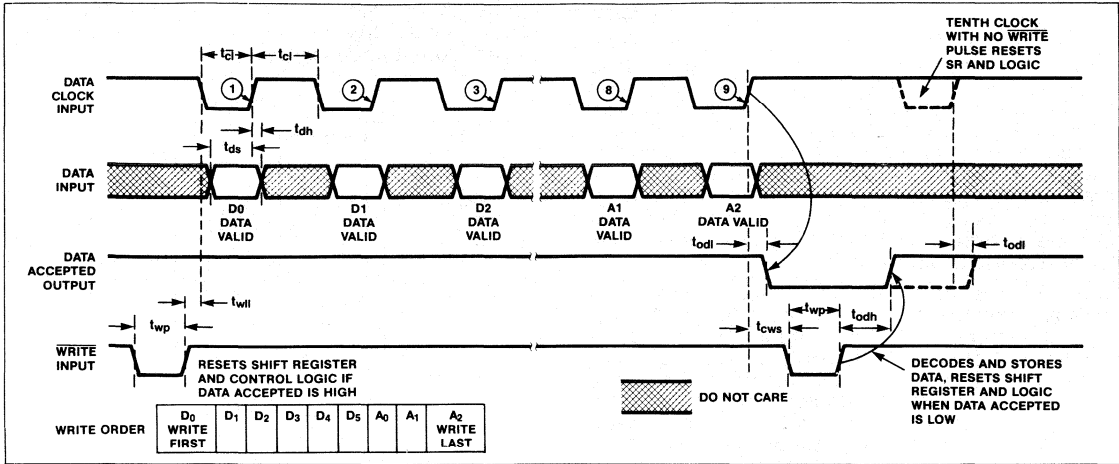 TENTH CLOCK
WITH NO WRITE
PULSE RESETS
SR AND LOGIC
tcl
tcl
DATA
CLOCK
INPUT
1
2
3
8
9
tdh
tds
DATA
INPUT
D0
DATA
VALID
D1
DATA
VALID
D2
DATA
VALID
A1
DATA
VALID
A2
DATA VALID
todl
todl
DATA
ACCEPTED
OUTPUT
twll
twp
twp
todh
tcws
WRITE
INPUT
RESETS SHIFT REGISTER
AND CONTROL LOGIC IF
DATA ACCEPTED IS HIGH
DO NOT CARE
DECODES AND STORES
DATA, RESETS SHIFT
REGISTER AND LOGIC
WHEN DATA ACCEPTED
IS LOW
WRITE ORDER
D0
WRITE
FIRST
D1
D2
D3
D4
D5
A0
A1
A2
WRITE
LAST